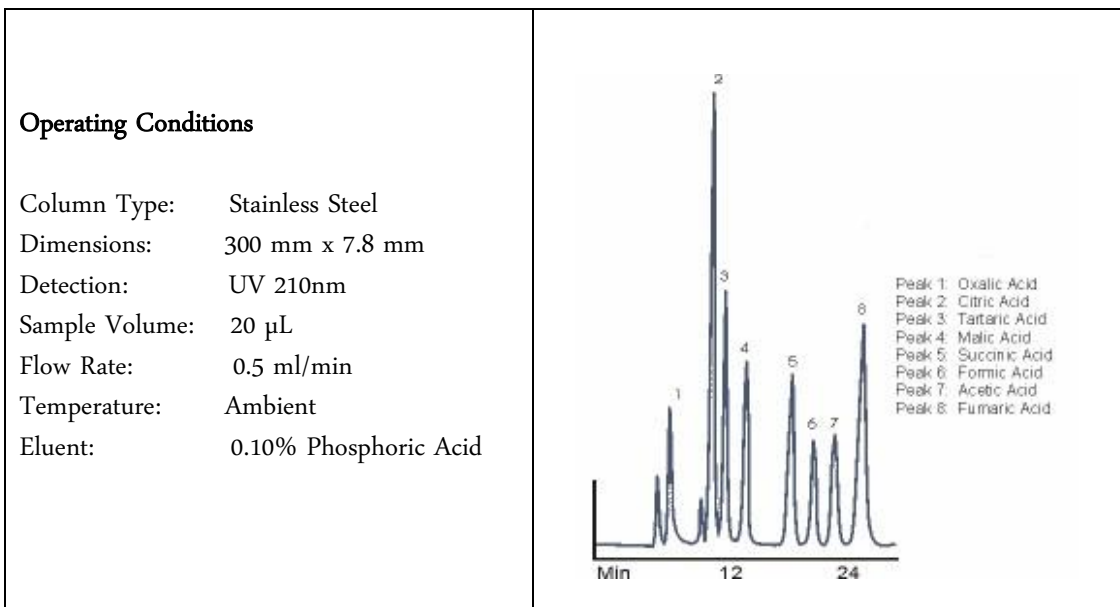 Operating Conditions
Column Type: Stainless Steel
Dimensions: 300 mm x 7.8 mm
Detection: UV 210nm
Sample Volume: 20 µL
Flow Rate: 0.5 ml/min
Temperature: Ambient
Eluent: 0.10% Phosphoric Acid
2
3
8
4
5
1
6 7
Peak 1: Oxalic Acid
Peak 2: Citric Acid
Peak 3: Tartaric Acid
Peak 4: Malic Acid
Peak 5: Succinic Acid
Peak 6: Formic Acid
Peak 7: Acetic Acid
Peak 8: Fumaric Acid
Min 12 24